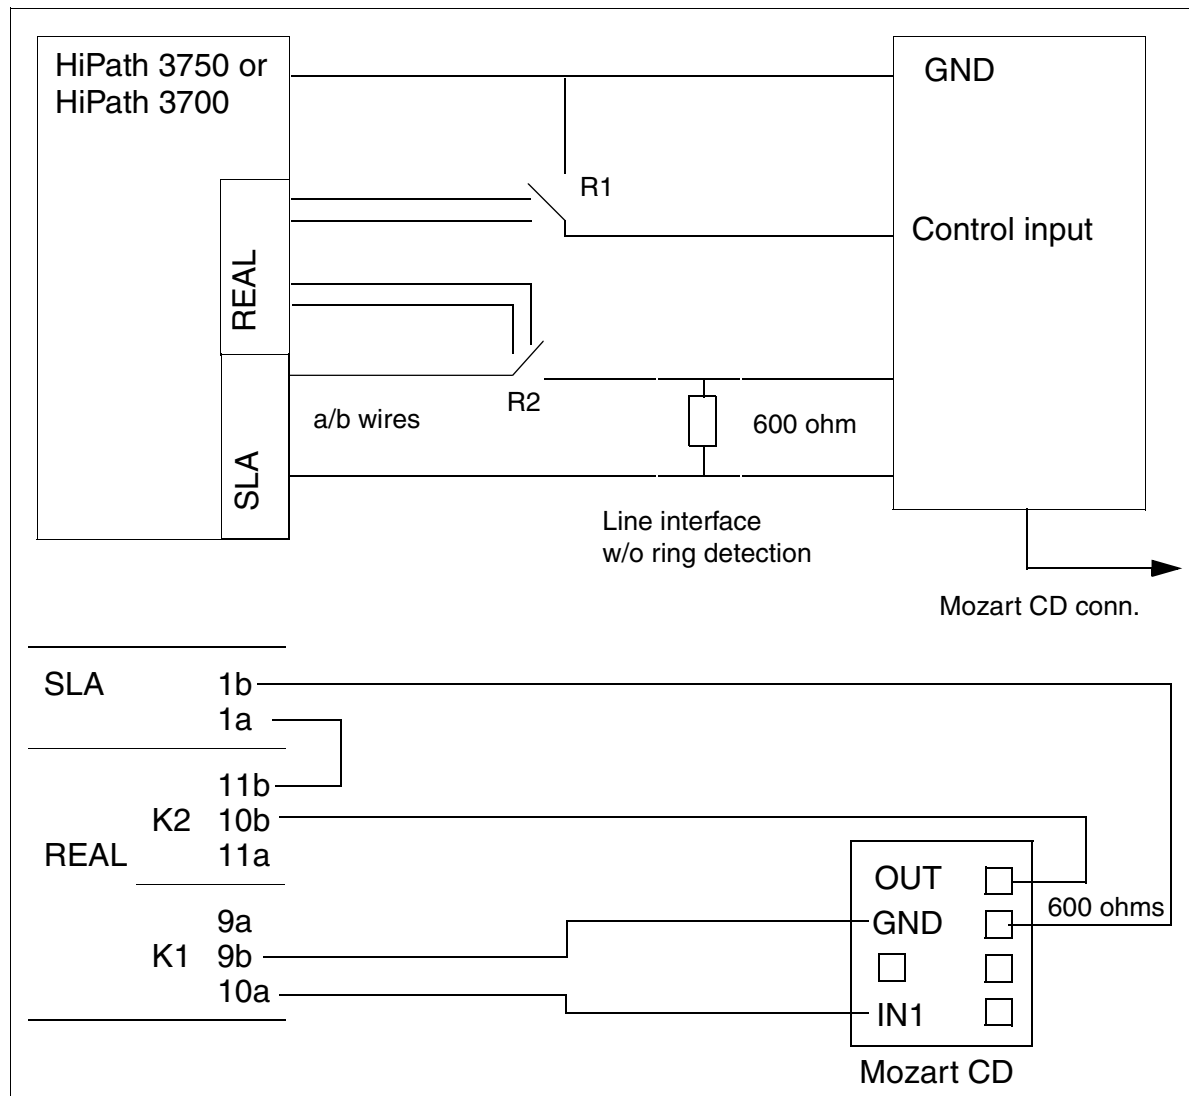 HiPath 3750 or
HiPath 3700
GND
R1
Control input
REAL
R2
a/b wires
600 ohm
SLA
Line interface
w/o ring detection
Mozart CD conn.
SLA 1b
1a
11b
K2 10b
REAL 11a
OUT
600 ohms
9a
GND
K1 9b
10a
IN1
Mozart CD